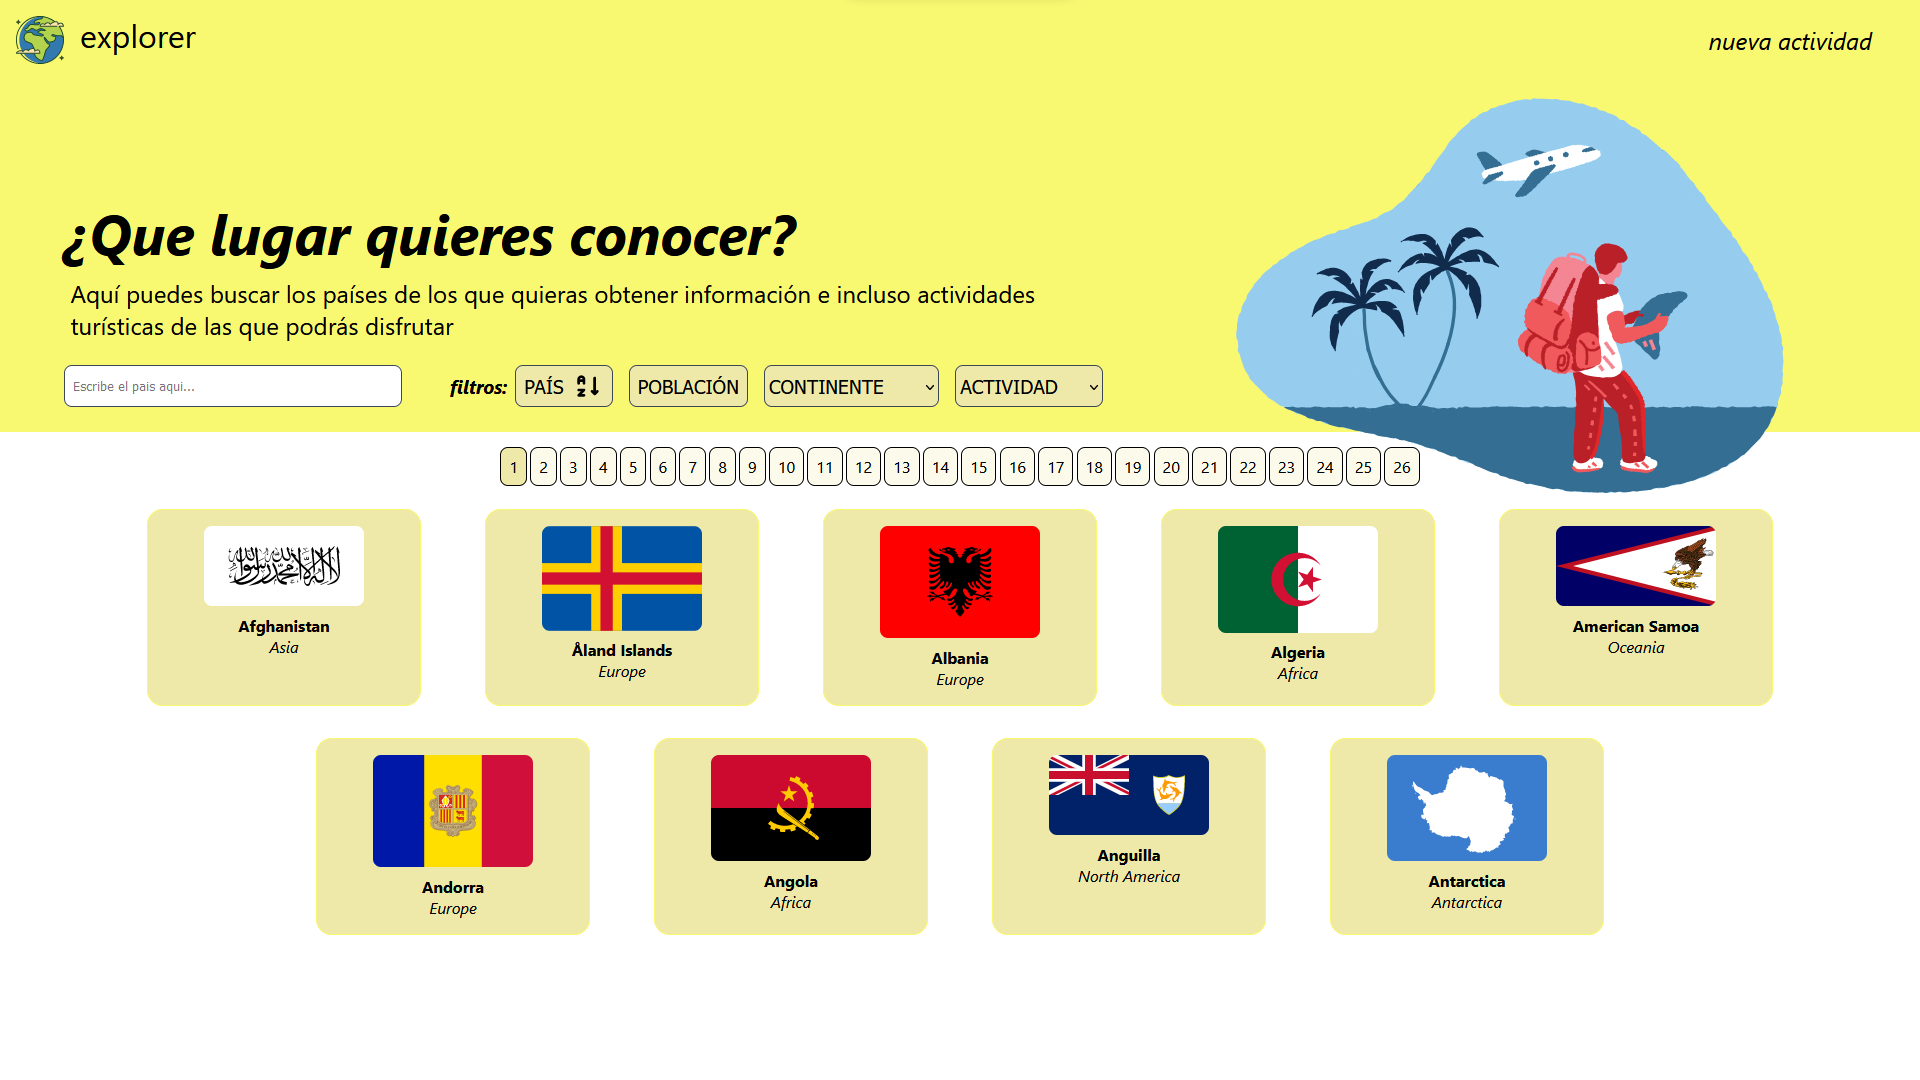 explorer
nueva actividad
¿Que lugar quieres conocer?
Aquí puedes buscar los países de los que quieras obtener información e incluso actividades
turísticas de las que podrás disfrutar
Escribe el pais aqui...
filtros: PAÍS A Z POBLACIÓN CONTINENTE ACTIVIDAD
1 2 3 4 5 6 7 8 9 10 11 12 13 14 15 16 17 18 19 20 21 22 23 24 25 26
Afghanistan
Asia
Åland Islands
Europe
Albania
Europe
Algeria
Africa
American Samoa
Oceania
Andorra
Europe
Angola
Africa
Anguilla
North America
Antarctica
Antarctica